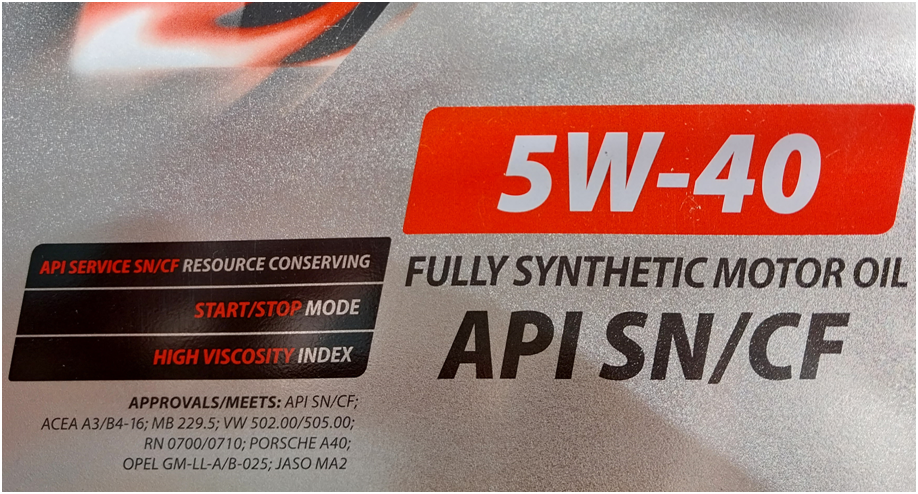 5W-40
FULLY SYNTHETIC MOTOR OIL
API SN/CF
API SERVICE SN/CF RESOURCE CONSERVING
START/STOP MODE
HIGH VISCOSITY INDEX
APPROVALS/MEETS: API SN/CF;
ACEA A3/B4-16; MB 229.5; VW 502.00/505.00;
RN 0700/0710; PORSCHE A40;
OPEL GM-LL-A/B-025; JASO MA2